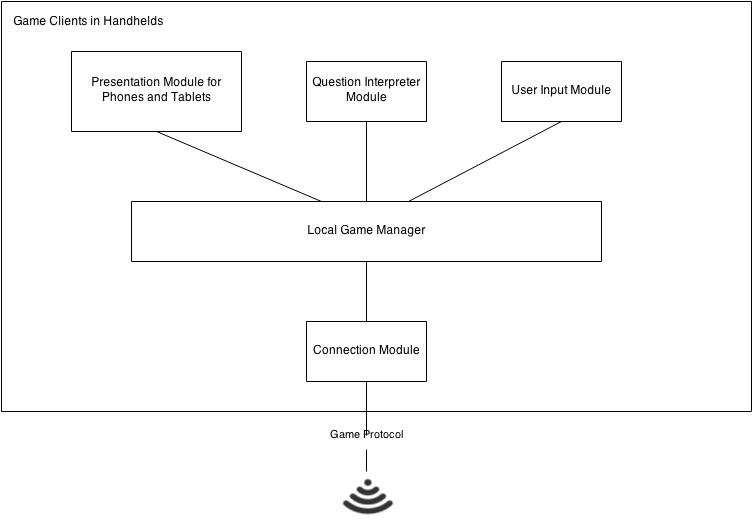 Game Clients in Handhelds
Presentation Module for
Phones and Tablets
Question Interpreter
Module
User Input Module
Local Game Manager
Connection Module
Game Protocol